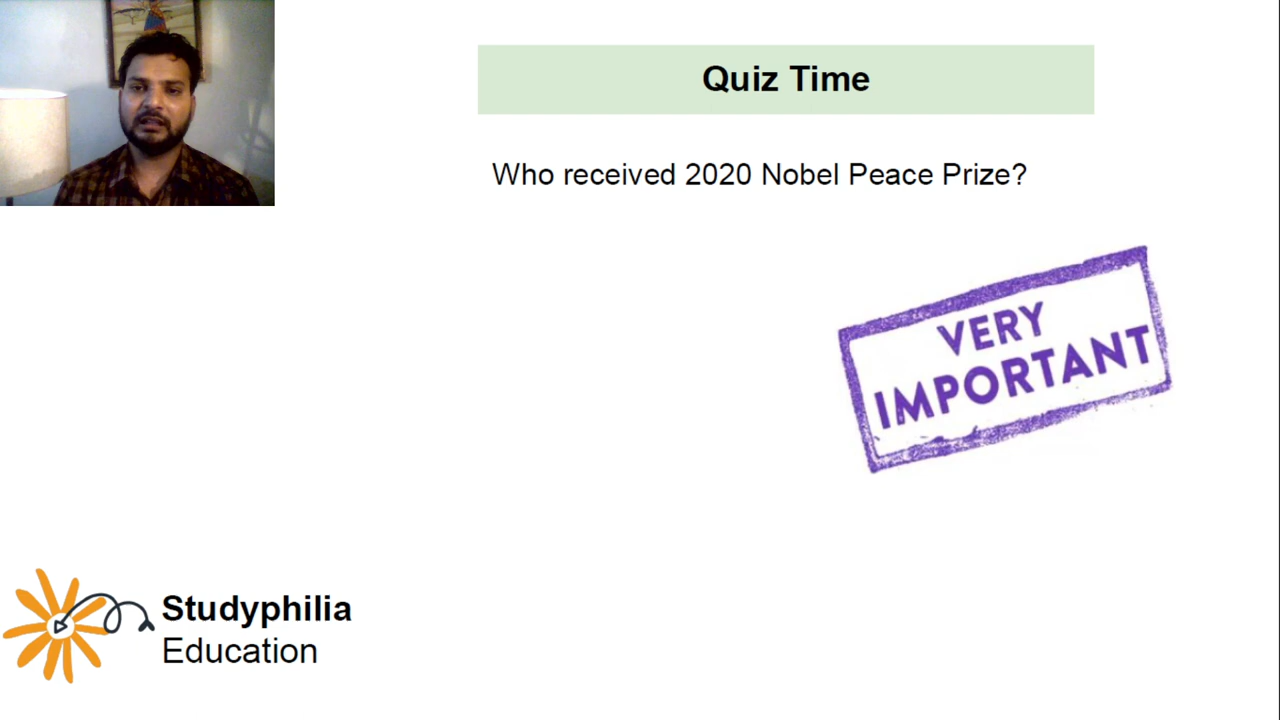 Quiz Time
Who received 2020 Nobel Peace Prize?
VERY
IMPORTANT
Studyphilia
Education